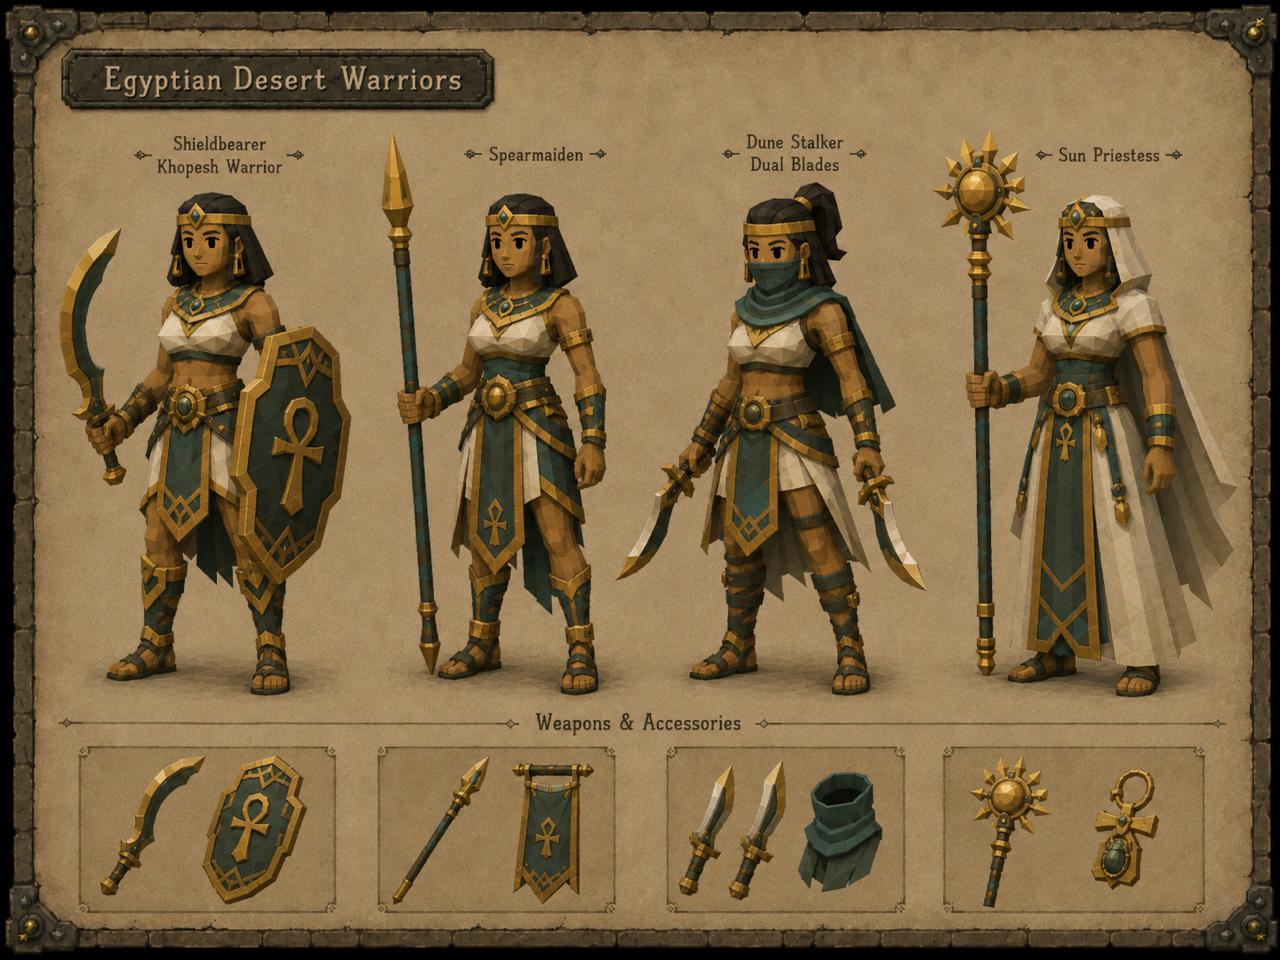 Egyptian Desert Warriors
Shieldbearer
Khopesh Warrior
Spearmaiden
Dune Stalker
Dual Blades
Sun Priestess
Weapons & Accessories